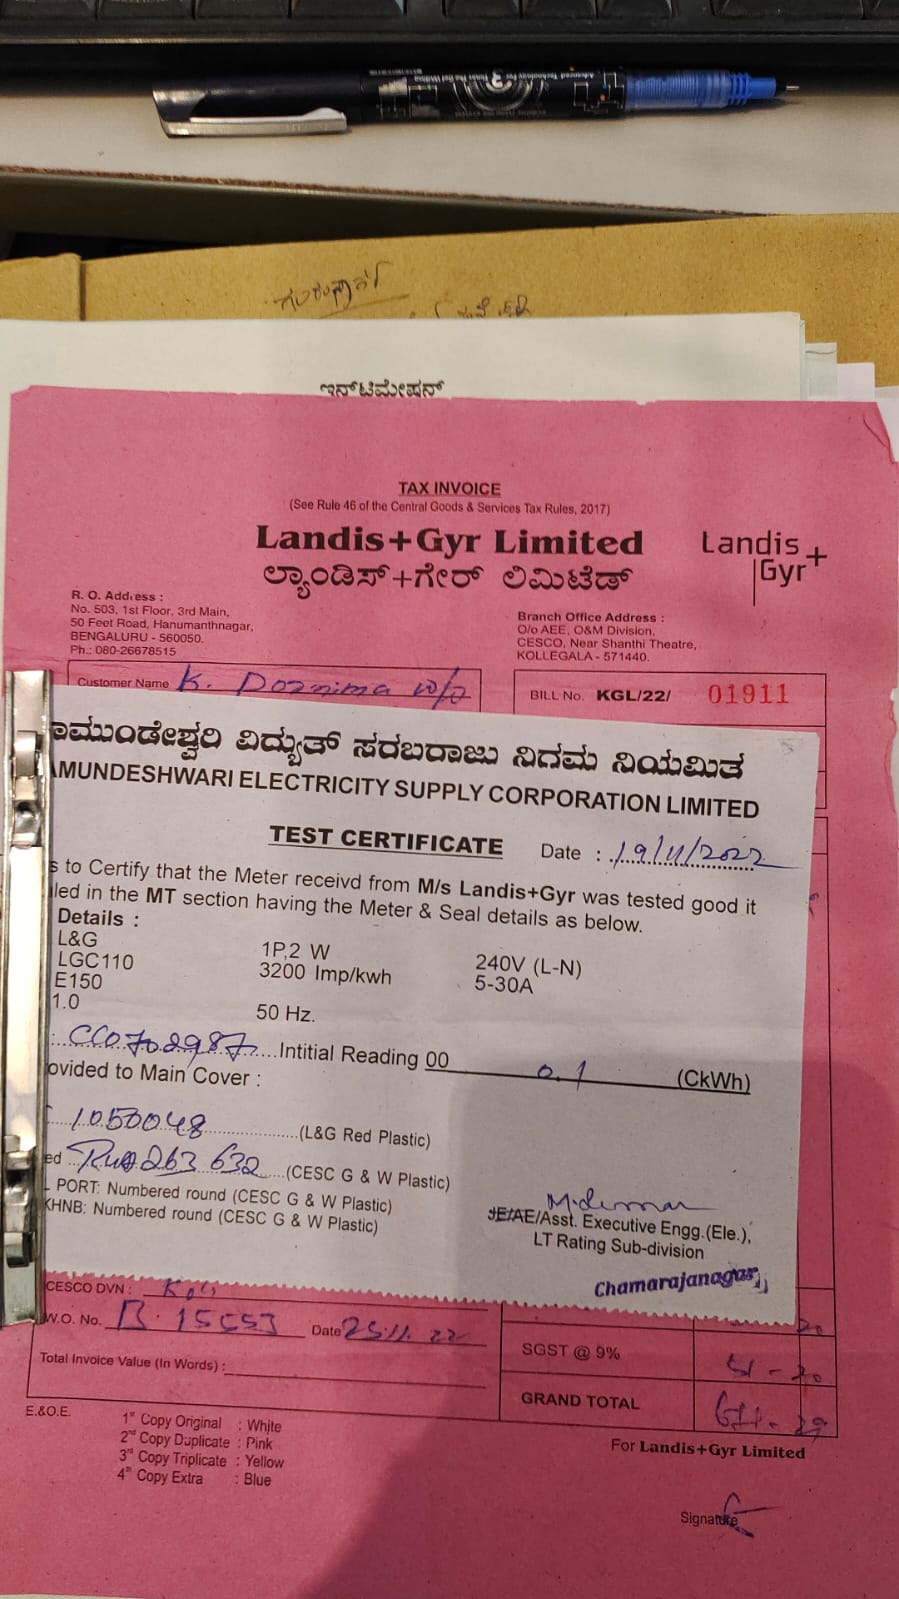 ಇನ್‌ಟಿಮೇಷನ್
TAX INVOICE
(See Rule 46 of the Central Goods & Services Tax Rules, 2017)
Landis+Gyr Limited
ಲ್ಯಾಂಡಿಸ್+ಗೇರ್ ಲಿಮಿಟೆಡ್
Landis
Gyr+
R. O. Address :
No. 503, 1st Floor, 3rd Main,
50 Feet Road, Hanumanthnagar,
BENGALURU - 560050.
Ph.: 080-26678515
Branch Office Address :
O/o AEE, O&M Division,
CESCO, Near Shanthi Theatre,
KOLLEGALA - 571440.
Customer Name K. W/o
BILL No. KGL/22/ 01911
ಾಮುಂಡೇಶ್ವರಿ ವಿದ್ಯುತ್ ಸರಬರಾಜು ನಿಗಮ ನಿಯಮಿತ
AMUNDESHWARI ELECTRICITY SUPPLY CORPORATION LIMITED
TEST CERTIFICATE
Date : 19/11/2022
s to Certify that the Meter receivd from M/s Landis+Gyr was tested good it
led in the MT section having the Meter & Seal details as below.
Details :
L&G 1P,2 W 240V (L-N)
LGC110 3200 Imp/kwh 5-30A
E150
1.0 50 Hz.
CC0702987 Intitial Reading 00 0.1 (CkWh)
ovided to Main Cover :
1050048 (L&G Red Plastic)
ed 263 632 (CESC G & W Plastic)
L PORT: Numbered round (CESC G & W Plastic)
KHNB: Numbered round (CESC G & W Plastic)
JE/AE/Asst. Executive Engg.(Ele.),
LT Rating Sub-division
Chamarajanagar
CESCO DVN :
W.O. No. Date 25.11.22
Total Invoice Value (In Words) :
SGST @ 9% 51-20
GRAND TOTAL
E.&O.E.
1st Copy Original : White
2nd Copy Duplicate : Pink
3rd Copy Triplicate : Yellow
4th Copy Extra : Blue
For Landis+Gyr Limited
Signature